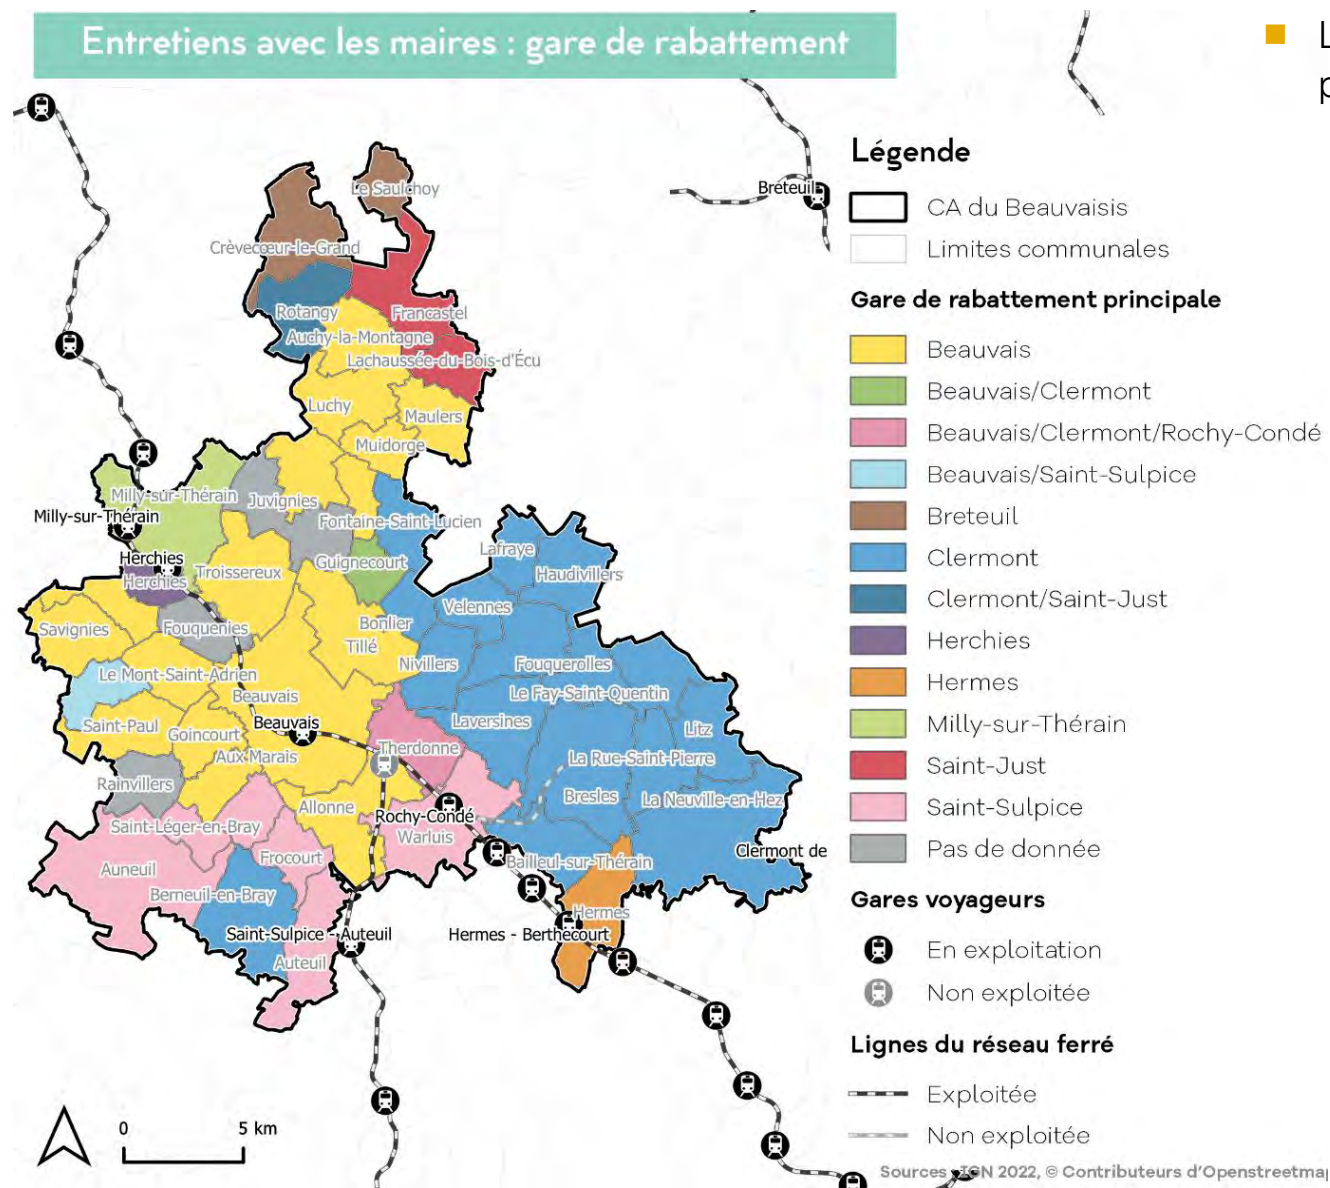 Entretiens avec les maires : gare de rabattement
L
p
Légende
CA du Beauvaisis
Limites communales
Gare de rabattement principale
Beauvais
Beauvais/Clermont
Beauvais/Clermont/Rochy-Condé
Beauvais/Saint-Sulpice
Breteuil
Clermont
Clermont/Saint-Just
Herchies
Hermes
Milly-sur-Thérain
Saint-Just
Saint-Sulpice
Pas de donnée
Gares voyageurs
En exploitation
Non exploitée
Lignes du réseau ferré
Exploitée
Non exploitée
Breteuil
Le Saulchoy
Crèvecœur-le-Grand
Rotangy
Francastel
Auchy-la-Montagne
Lachaussée-du-Bois-d'Écu
Luchy
Maulers
Muidorge
Milly-sur-Thérain
Juvignies
Milly-sur-Thérain
Fontaine-Saint-Lucien
Lafraye
Herchies
Guignecourt
Herchies
Troissereux
Haudivillers
Velennes
Savignies
Fouquenies
Bonlier
Tillé
Nivillers
Fouquerolles
Le Mont-Saint-Adrien
Beauvais
Le Fay-Saint-Quentin
Saint-Paul
Goincourt
Beauvais
Laversines
Litz
Aux Marais
Therdonne
La Rue-Saint-Pierre
Rainvillers
Allonne
Bresles
La Neuville-en-Hez
Rochy-Condé
Saint-Léger-en-Bray
Warluis
Auneuil
Frocourt
Bailleul-sur-Thérain
Clermont de
Berneuil-en-Bray
Hermes
Saint-Sulpice - Auteuil
Hermes - Berthecourt
Auteuil
0 5 km
Sources : IGN 2022, © Contributeurs d'Openstreetmap